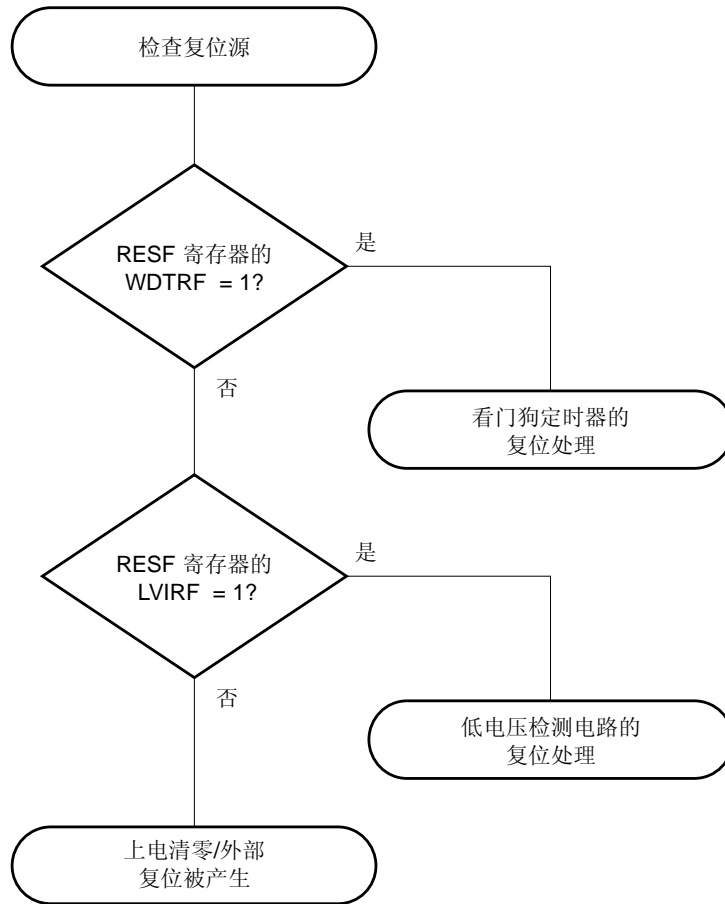 检查复位源
RESF 寄存器的
WDTRF = 1?
是
否
看门狗定时器的
复位处理
RESF 寄存器的
LVIRF = 1?
是
否
低电压检测电路的
复位处理
上电清零/外部
复位被产生